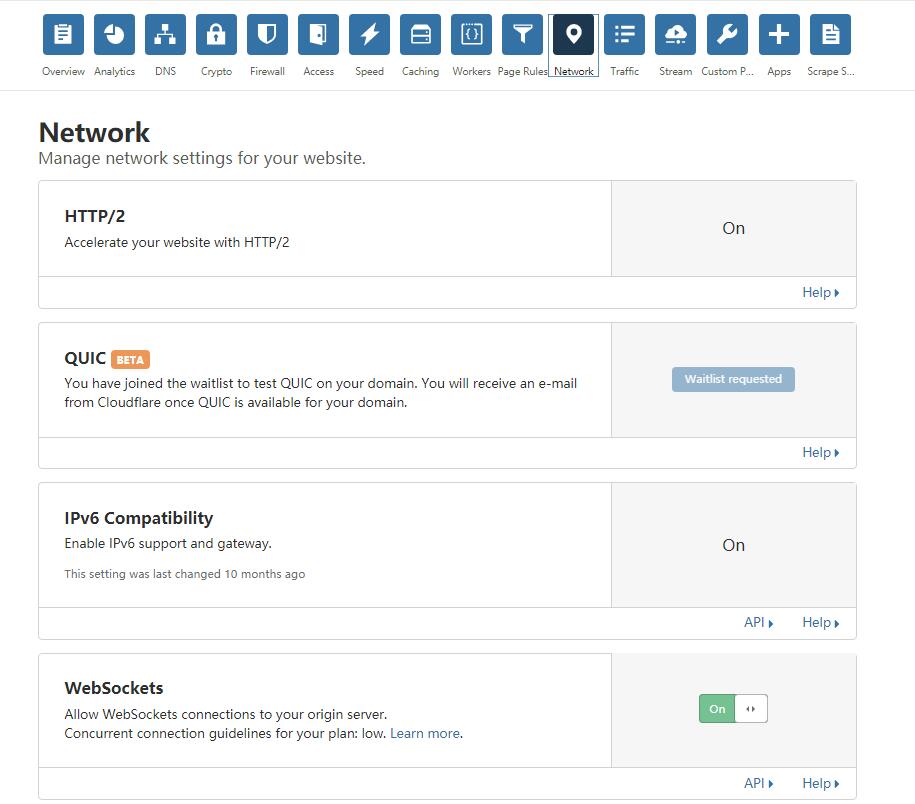 Overview Analytics DNS Crypto Firewall Access Speed Caching Workers Page Rules Network Traffic Stream Custom P... Apps Scrape S...
Network
Manage network settings for your website.
HTTP/2
Accelerate your website with HTTP/2
On
Help
QUIC BETA
You have joined the waitlist to test QUIC on your domain. You will receive an e-mail
from Cloudflare once QUIC is available for your domain.
Waitlist requested
Help
IPv6 Compatibility
Enable IPv6 support and gateway.
This setting was last changed 10 months ago
On
API Help
WebSockets
Allow WebSockets connections to your origin server.
Concurrent connection guidelines for your plan: low. Learn more.
On
API Help